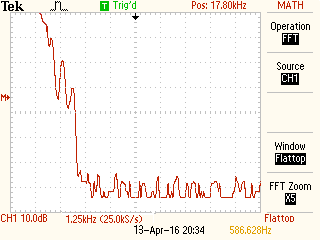 Tek T Trig'd Pos: 17.80kHz MATH
Operation
FFT
Source
CH1
M
Window
Flattop
FFT Zoom
X5
CH1 10.0dB 1.25kHz (25.0kS/s) Flattop
13-Apr-16 20:34 586.628Hz